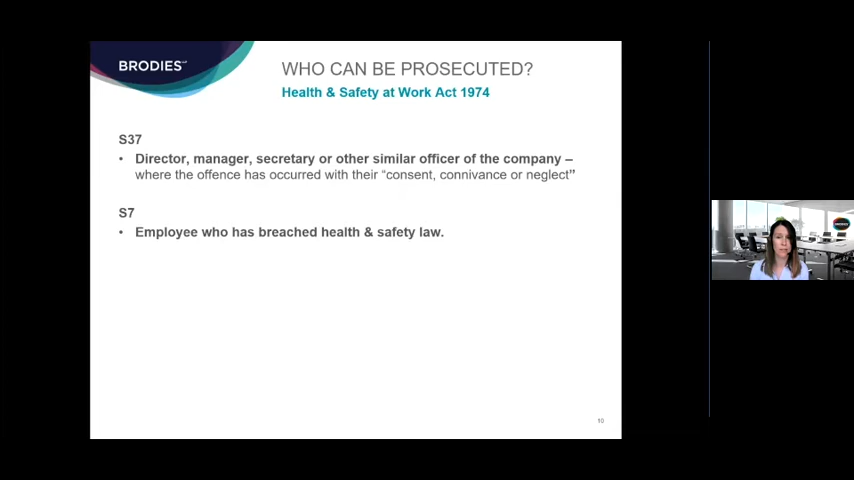 BRODIES LLP
WHO CAN BE PROSECUTED?
Health & Safety at Work Act 1974
S37
• Director, manager, secretary or other similar officer of the company –
where the offence has occurred with their “consent, connivance or neglect”
S7
• Employee who has breached health & safety law.
10